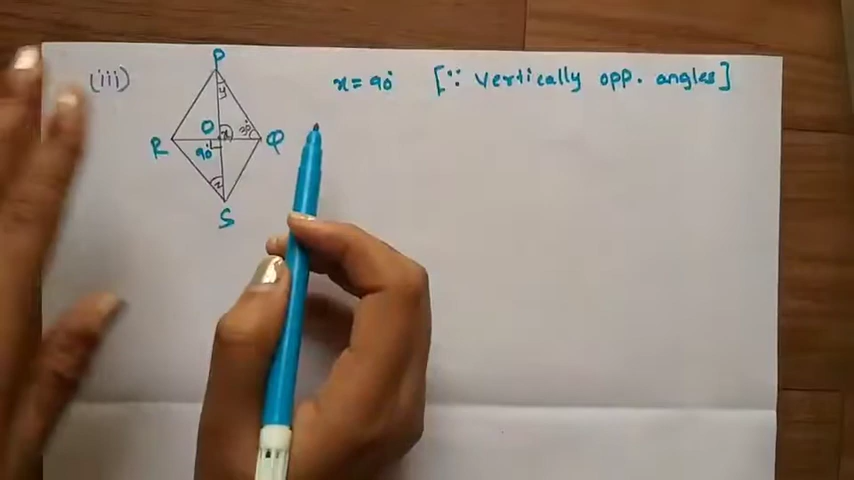 (iii)
P
x = 90° [∵ vertically opp. angles]
y
O x 30° Q
R 90°
z
S